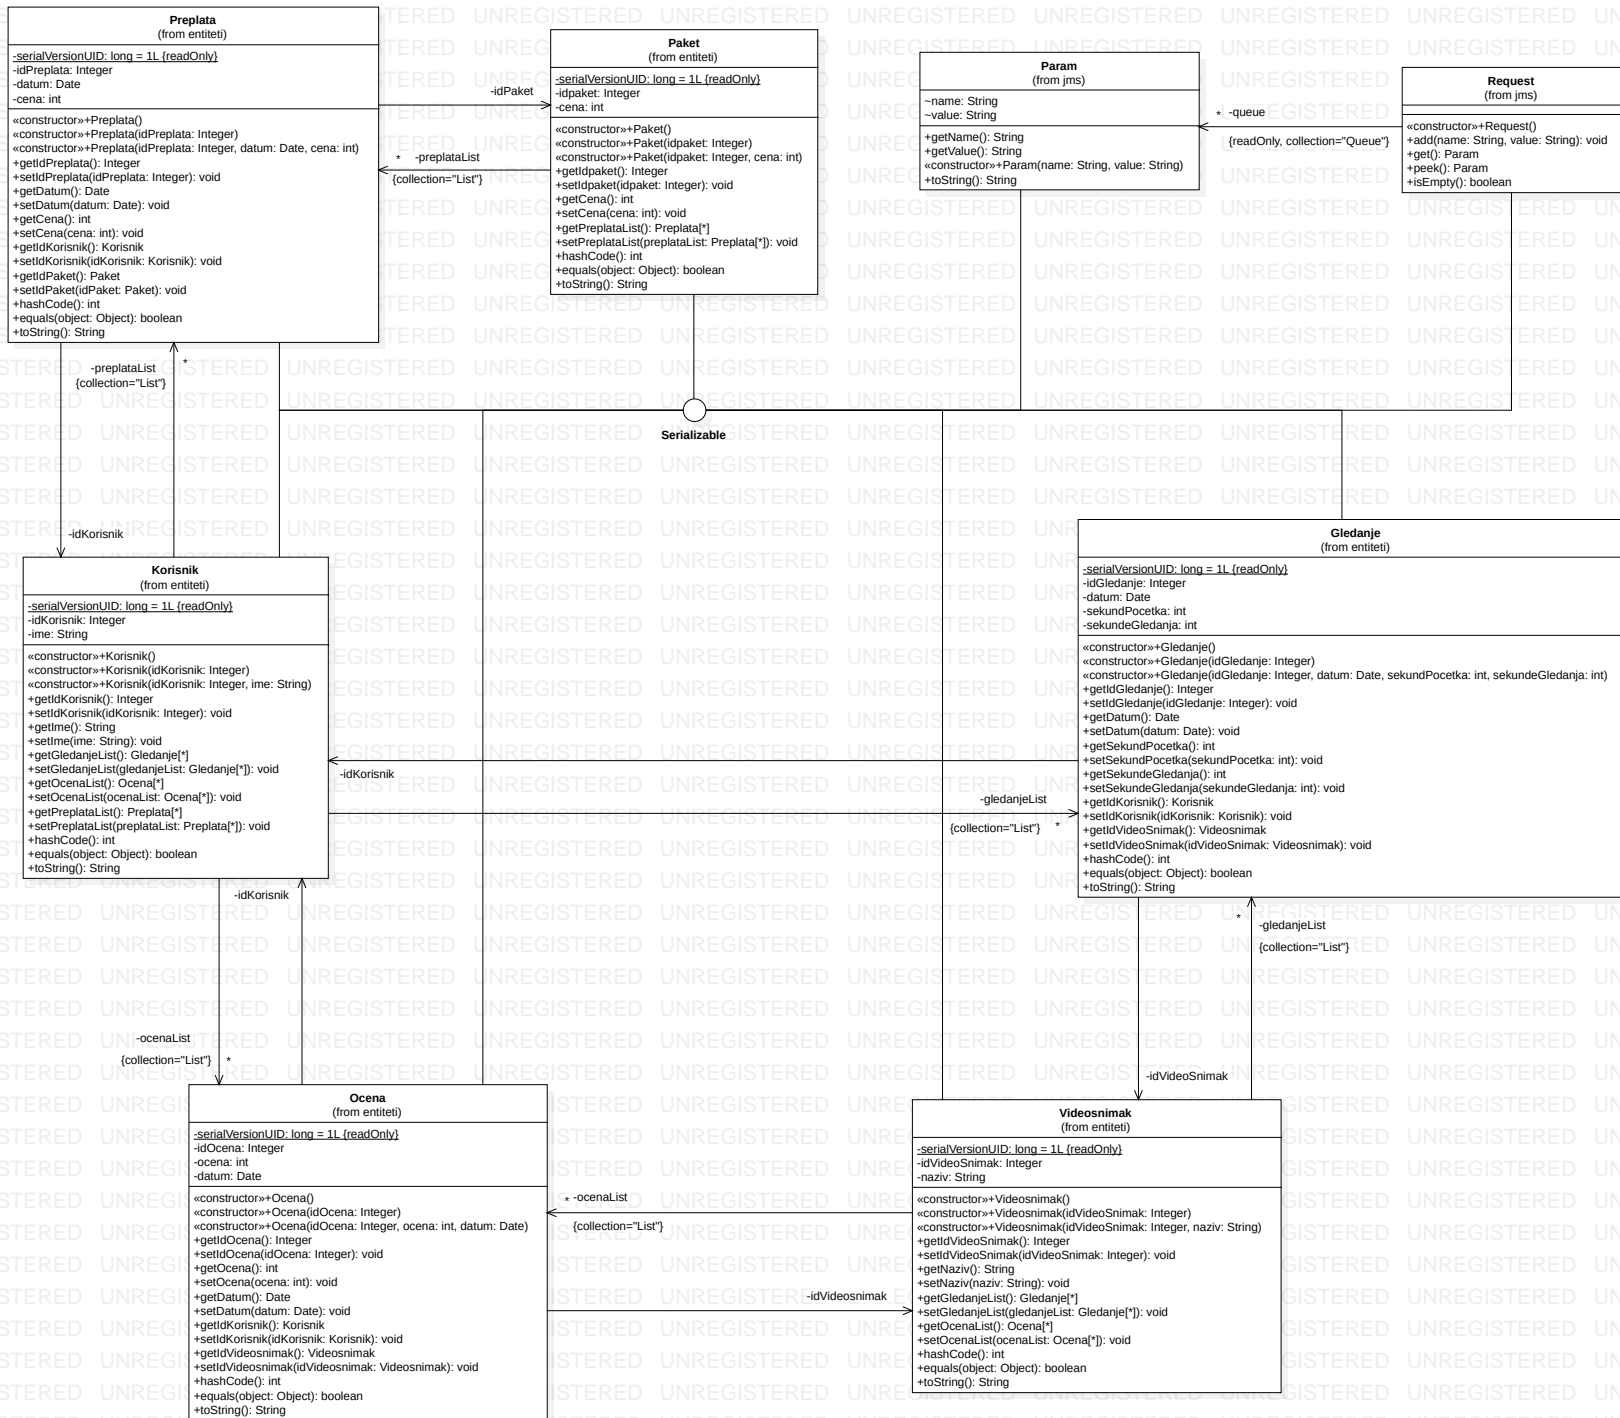 Preplata
(from entiteti)
-serialVersionUID: long = 1L {readOnly}
-idPreplata: Integer
-datum: Date
-cena: int
«constructor»+Preplata()
«constructor»+Preplata(idPreplata: Integer)
«constructor»+Preplata(idPreplata: Integer, datum: Date, cena: int)
+getIdPreplata(): Integer
+setIdPreplata(idPreplata: Integer): void
+getDatum(): Date
+setDatum(datum: Date): void
+getCena(): int
+setCena(cena: int): void
+getIdKorisnik(): Korisnik
+setIdKorisnik(idKorisnik: Korisnik): void
+getIdPaket(): Paket
+setIdPaket(idPaket: Paket): void
+hashCode(): int
+equals(object: Object): boolean
+toString(): String
-idPaket
* -preplataList
{collection="List"}
Paket
(from entiteti)
-serialVersionUID: long = 1L {readOnly}
-idpaket: Integer
-cena: int
«constructor»+Paket()
«constructor»+Paket(idpaket: Integer)
«constructor»+Paket(idpaket: Integer, cena: int)
+getIdpaket(): Integer
+setIdpaket(idpaket: Integer): void
+getCena(): int
+setCena(cena: int): void
+getPreplataList(): Preplata[*]
+setPreplataList(preplataList: Preplata[*]): void
+hashCode(): int
+equals(object: Object): boolean
+toString(): String
Param
(from jms)
~name: String
~value: String
+getName(): String
+getValue(): String
«constructor»+Param(name: String, value: String)
+toString(): String
* -queue
{readOnly, collection="Queue"}
Request
(from jms)
«constructor»+Request()
+add(name: String, value: String): void
+get(): Param
+peek(): Param
+isEmpty(): boolean
*
-preplataList
{collection="List"}
Serializable
-idKorisnik
Korisnik
(from entiteti)
-serialVersionUID: long = 1L {readOnly}
-idKorisnik: Integer
-ime: String
«constructor»+Korisnik()
«constructor»+Korisnik(idKorisnik: Integer)
«constructor»+Korisnik(idKorisnik: Integer, ime: String)
+getIdKorisnik(): Integer
+setIdKorisnik(idKorisnik: Integer): void
+getIme(): String
+setIme(ime: String): void
+getGledanjeList(): Gledanje[*]
+setGledanjeList(gledanjeList: Gledanje[*]): void
+getOcenaList(): Ocena[*]
+setOcenaList(ocenaList: Ocena[*]): void
+getPreplataList(): Preplata[*]
+setPreplataList(preplataList: Preplata[*]): void
+hashCode(): int
+equals(object: Object): boolean
+toString(): String
-idKorisnik
-gledanjeList
{collection="List"} *
Gledanje
(from entiteti)
-serialVersionUID: long = 1L {readOnly}
-idGledanje: Integer
-datum: Date
-sekundPocetka: int
-sekundeGledanja: int
«constructor»+Gledanje()
«constructor»+Gledanje(idGledanje: Integer)
«constructor»+Gledanje(idGledanje: Integer, datum: Date, sekundPocetka: int, sekundeGledanja: int)
+getIdGledanje(): Integer
+setIdGledanje(idGledanje: Integer): void
+getDatum(): Date
+setDatum(datum: Date): void
+getSekundPocetka(): int
+setSekundPocetka(sekundPocetka: int): void
+getSekundeGledanja(): int
+setSekundeGledanja(sekundeGledanja: int): void
+getIdKorisnik(): Korisnik
+setIdKorisnik(idKorisnik: Korisnik): void
+getIdVideoSnimak(): Videosnimak
+setIdVideoSnimak(idVideoSnimak: Videosnimak): void
+hashCode(): int
+equals(object: Object): boolean
+toString(): String
-idKorisnik
*
-gledanjeList
{collection="List"}
-ocenaList
{collection="List"} *
-idVideoSnimak
Ocena
(from entiteti)
-serialVersionUID: long = 1L {readOnly}
-idOcena: Integer
-ocena: int
-datum: Date
«constructor»+Ocena()
«constructor»+Ocena(idOcena: Integer)
«constructor»+Ocena(idOcena: Integer, ocena: int, datum: Date)
+getIdOcena(): Integer
+setIdOcena(idOcena: Integer): void
+getOcena(): int
+setOcena(ocena: int): void
+getDatum(): Date
+setDatum(datum: Date): void
+getIdKorisnik(): Korisnik
+setIdKorisnik(idKorisnik: Korisnik): void
+getIdVideosnimak(): Videosnimak
+setIdVideosnimak(idVideosnimak: Videosnimak): void
+hashCode(): int
+equals(object: Object): boolean
+toString(): String
* -ocenaList
{collection="List"}
-idVideosnimak
Videosnimak
(from entiteti)
-serialVersionUID: long = 1L {readOnly}
-idVideoSnimak: Integer
-naziv: String
«constructor»+Videosnimak()
«constructor»+Videosnimak(idVideoSnimak: Integer)
«constructor»+Videosnimak(idVideoSnimak: Integer, naziv: String)
+getIdVideoSnimak(): Integer
+setIdVideoSnimak(idVideoSnimak: Integer): void
+getNaziv(): String
+setNaziv(naziv: String): void
+getGledanjeList(): Gledanje[*]
+setGledanjeList(gledanjeList: Gledanje[*]): void
+getOcenaList(): Ocena[*]
+setOcenaList(ocenaList: Ocena[*]): void
+hashCode(): int
+equals(object: Object): boolean
+toString(): String